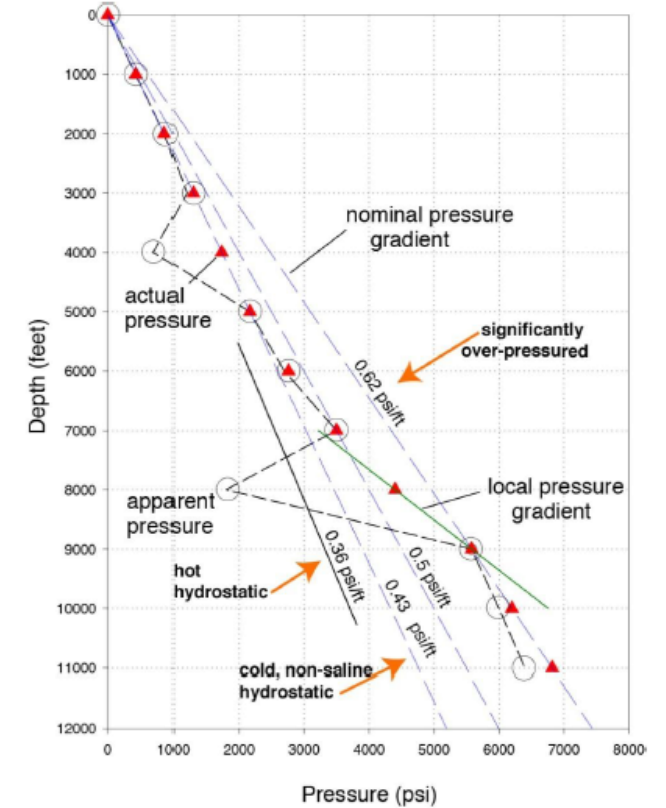 0
1000
2000
3000
4000
5000
6000
7000
8000
9000
10000
11000
12000
Depth (feet)
nominal pressure
gradient
actual
pressure
significantly
over-pressured
0.62 psi/ft
apparent
pressure
local pressure
gradient
hot
hydrostatic
0.36 psi/ft
0.5 psi/ft
0.43 psi/ft
cold, non-saline
hydrostatic
0 1000 2000 3000 4000 5000 6000 7000 8000
Pressure (psi)